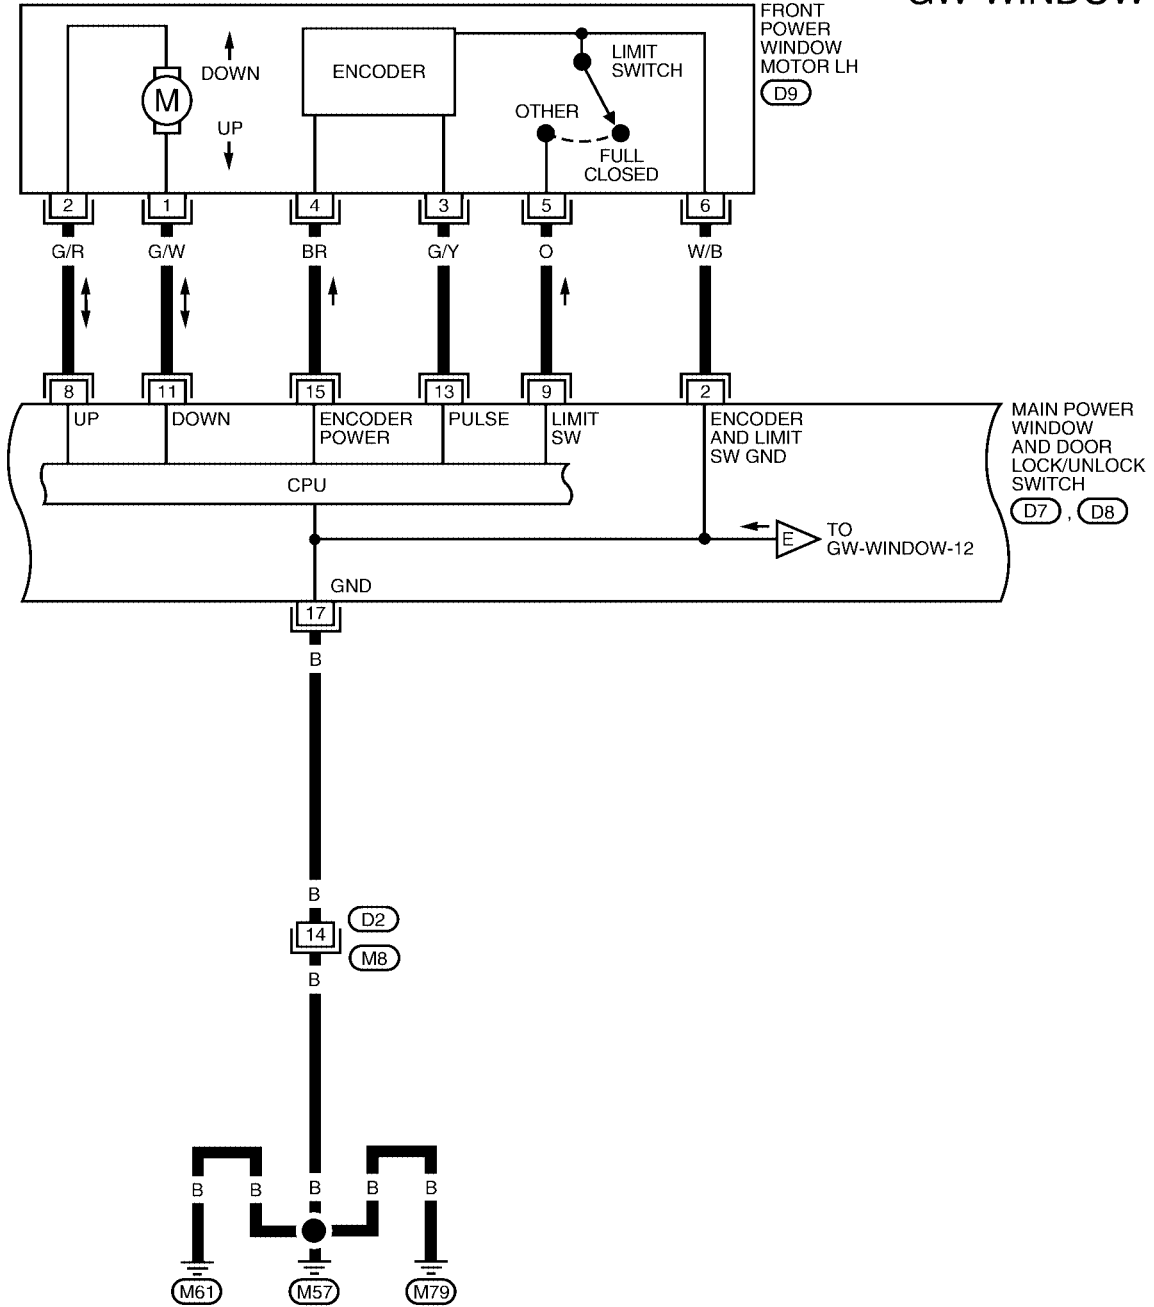 FRONT
POWER
WINDOW
MOTOR LH
D9
DOWN
M
UP
ENCODER
LIMIT
SWITCH
OTHER
FULL
CLOSED
2 1 4 3 5 6
G/R G/W BR G/Y O W/B
8 11 15 13 9 2
UP
DOWN
ENCODER
POWER
PULSE
LIMIT
SW
ENCODER
AND LIMIT
SW GND
MAIN POWER
WINDOW
AND DOOR
LOCK/UNLOCK
SWITCH
D7 , D8
CPU
E
TO
GW-WINDOW-12
GND
17
B
B
D2
14
M8
B
B B B B B
M61 M57 M79